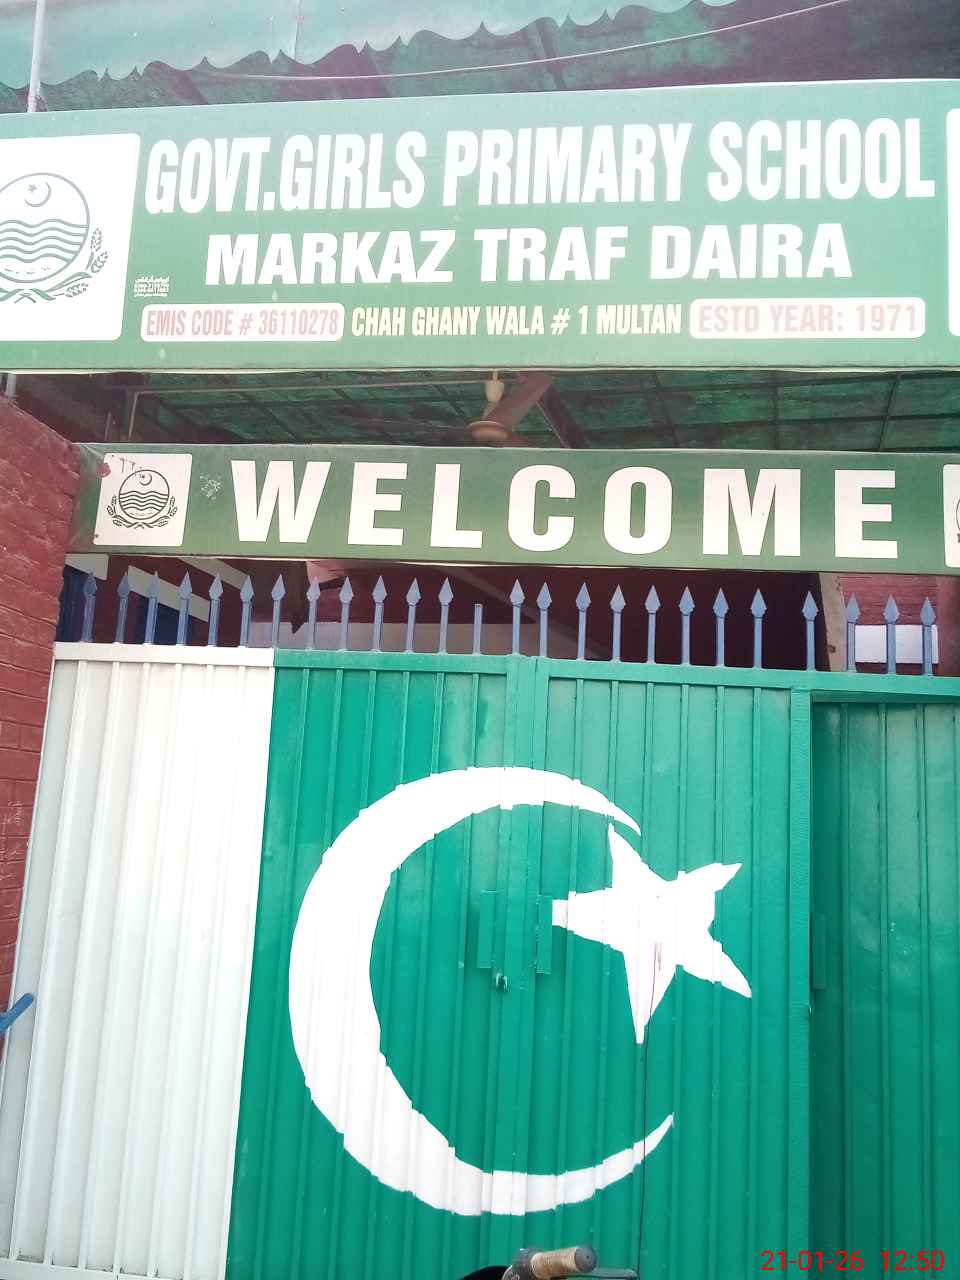 GOVT.GIRLS PRIMARY SCHOOL
MARKAZ TRAF DAIRA
EMIS CODE # 36110278 CHAH GHANY WALA # 1 MULTAN ESTD YEAR: 1971
WELCOME
21-01-26 12:50